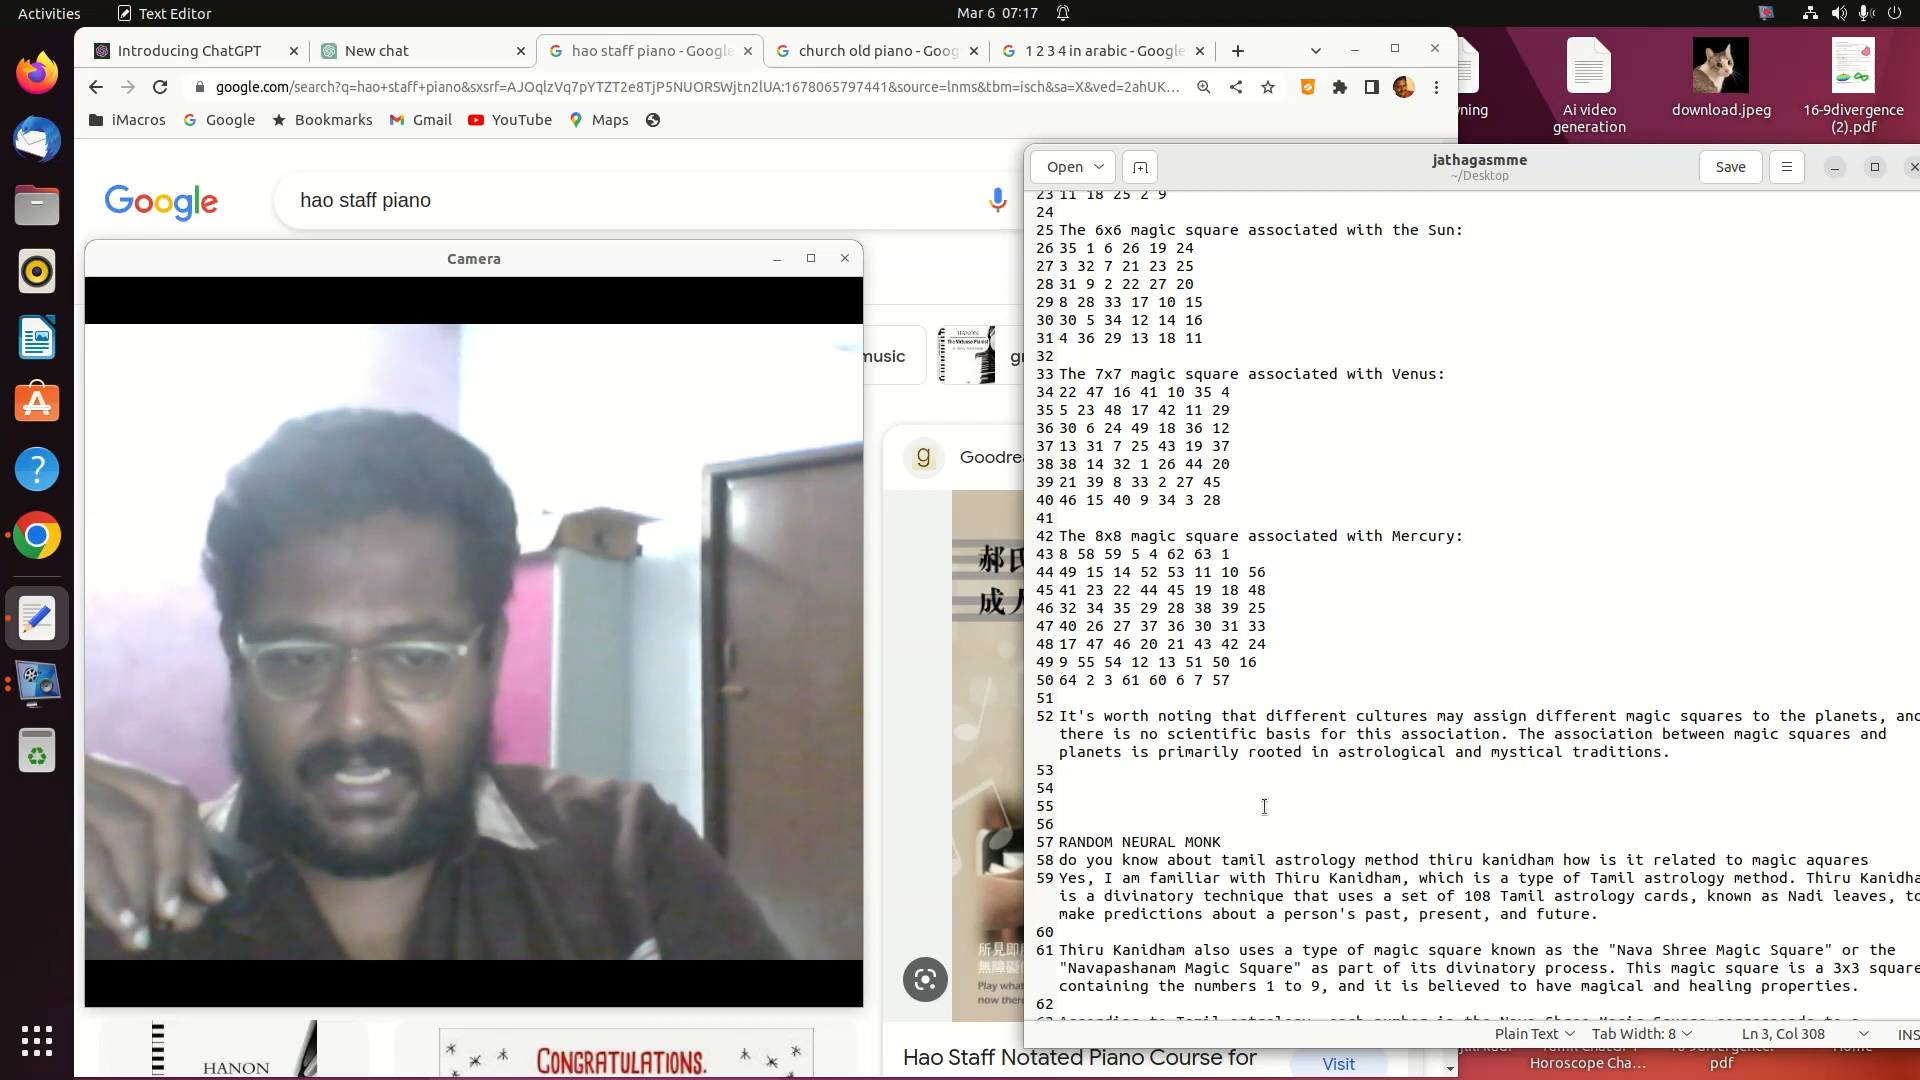 Activities
Text Editor
Mar 6 07:17
Introducing ChatGPT
New chat
hao staff piano - Google
church old piano - Goog
1 2 3 4 in arabic - Google
google.com/search?q=hao+staff+piano&sxsrf=AJOqlzVq7pYTZT2e8TjP5NUORSWjtn2lUA:1678065797441&source=lnms&tbm=isch&sa=X&ved=2ahUK...
iMacros
Google
Bookmarks
Gmail
YouTube
Maps
Google
hao staff piano
Camera
music
HANON
The Virtuoso Pianist
Goodre
郝氏
成人
所見即
無障礙
Play what
now there
HANON
CONGRATULATIONS.
Hao Staff Notated Piano Course for
Visit
Ai video
generation
download.jpeg
16-9divergence
(2).pdf
Open
jathagasmme
~/Desktop
Save
23 11 18 25 2 9
24
25 The 6x6 magic square associated with the Sun:
26 35 1 6 26 19 24
27 3 32 7 21 23 25
28 31 9 2 22 27 20
29 8 28 33 17 10 15
30 30 5 34 12 14 16
31 4 36 29 13 18 11
32
33 The 7x7 magic square associated with Venus:
34 22 47 16 41 10 35 4
35 5 23 48 17 42 11 29
36 30 6 24 49 18 36 12
37 13 31 7 25 43 19 37
38 38 14 32 1 26 44 20
39 21 39 8 33 2 27 45
40 46 15 40 9 34 3 28
41
42 The 8x8 magic square associated with Mercury:
43 8 58 59 5 4 62 63 1
44 49 15 14 52 53 11 10 56
45 41 23 22 44 45 19 18 48
46 32 34 35 29 28 38 39 25
47 40 26 27 37 36 30 31 33
48 17 47 46 20 21 43 42 24
49 9 55 54 12 13 51 50 16
50 64 2 3 61 60 6 7 57
51
52 It's worth noting that different cultures may assign different magic squares to the planets, and
there is no scientific basis for this association. The association between magic squares and
planets is primarily rooted in astrological and mystical traditions.
53
54
55
56
57 RANDOM NEURAL MONK
58 do you know about tamil astrology method thiru kanidham how is it related to magic aquares
59 Yes, I am familiar with Thiru Kanidham, which is a type of Tamil astrology method. Thiru Kanidha
is a divinatory technique that uses a set of 108 Tamil astrology cards, known as Nadi leaves, to
make predictions about a person's past, present, and future.
60
61 Thiru Kanidham also uses a type of magic square known as the "Nava Shree Magic Square" or the
"Navapashanam Magic Square" as part of its divinatory process. This magic square is a 3x3 square
containing the numbers 1 to 9, and it is believed to have magical and healing properties.
62
Plain Text
Tab Width: 8
Ln 3, Col 308
INS
Horoscope Cha...
pdf